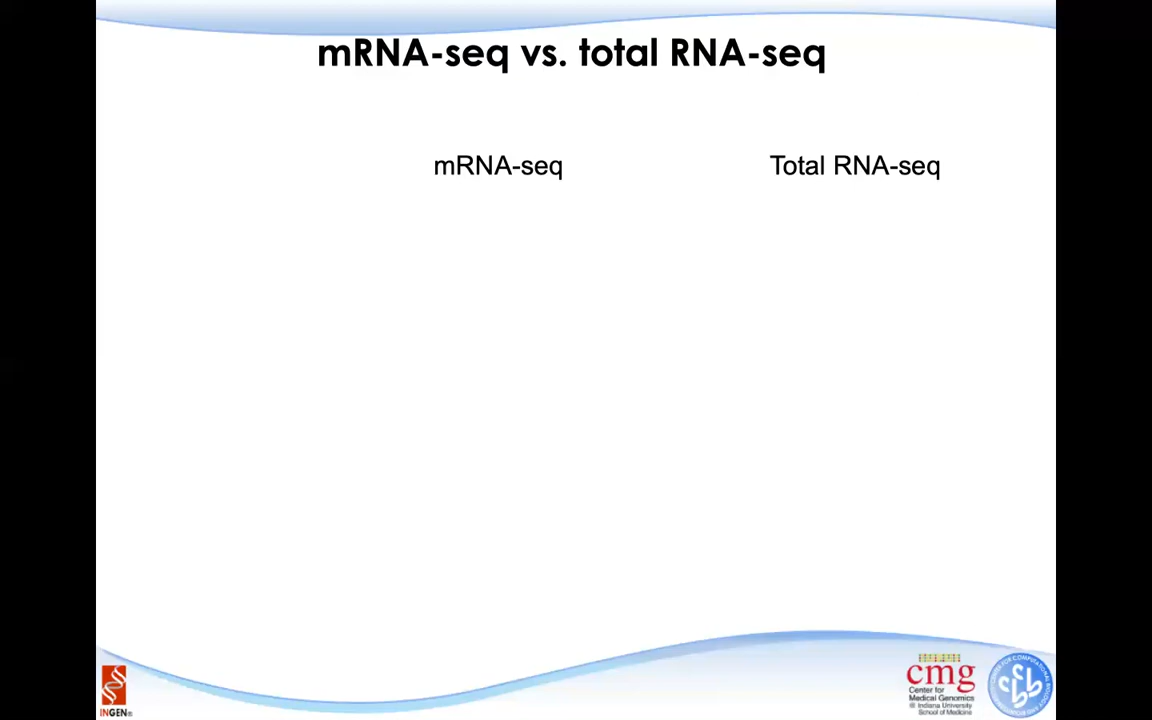 mRNA-seq vs. total RNA-seq
mRNA-seq
Total RNA-seq
INGEN®
cmg
Center for
Medical Genomics
@ Indiana University
School of Medicine